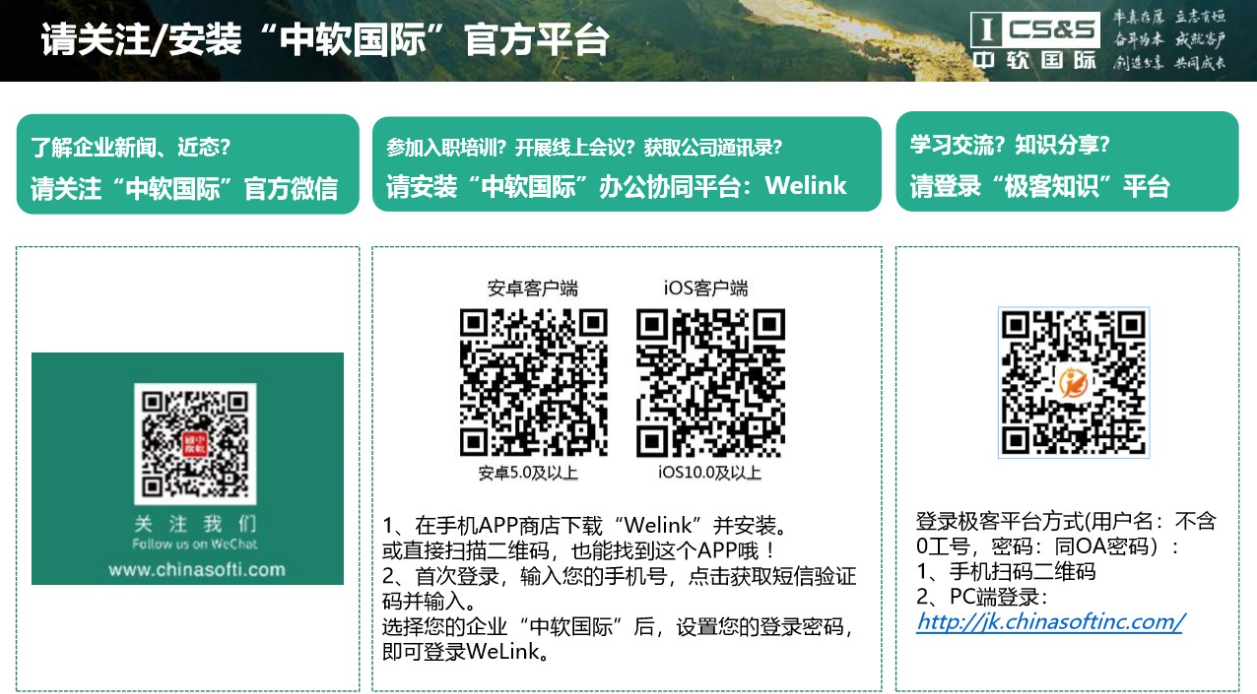 请关注/安装“中软国际”官方平台
I CS&S
中软国际
率真在原 立志有恒
奋斗为本 成就客户
创造分享 共同成长
了解企业新闻、近态?
请关注“中软国际”官方微信
参加入职培训? 开展线上会议? 获取公司通讯录?
请安装“中软国际”办公协同平台：Welink
学习交流? 知识分享?
请登录“极客知识”平台
关注我们
Follow us on WeChat
www.chinasofti.com
安卓客户端
iOS客户端
安卓5.0及以上
iOS10.0及以上
1、在手机APP商店下载“Welink”并安装。
或直接扫描二维码，也能找到这个APP哦！
2、首次登录，输入您的手机号，点击获取短信验证
码并输入。
选择您的企业“中软国际”后，设置您的登录密码，
即可登录WeLink。
登录极客平台方式(用户名：不含
0工号，密码：同OA密码）：
1、手机扫码二维码
2、PC端登录：
http://jk.chinasoftinc.com/